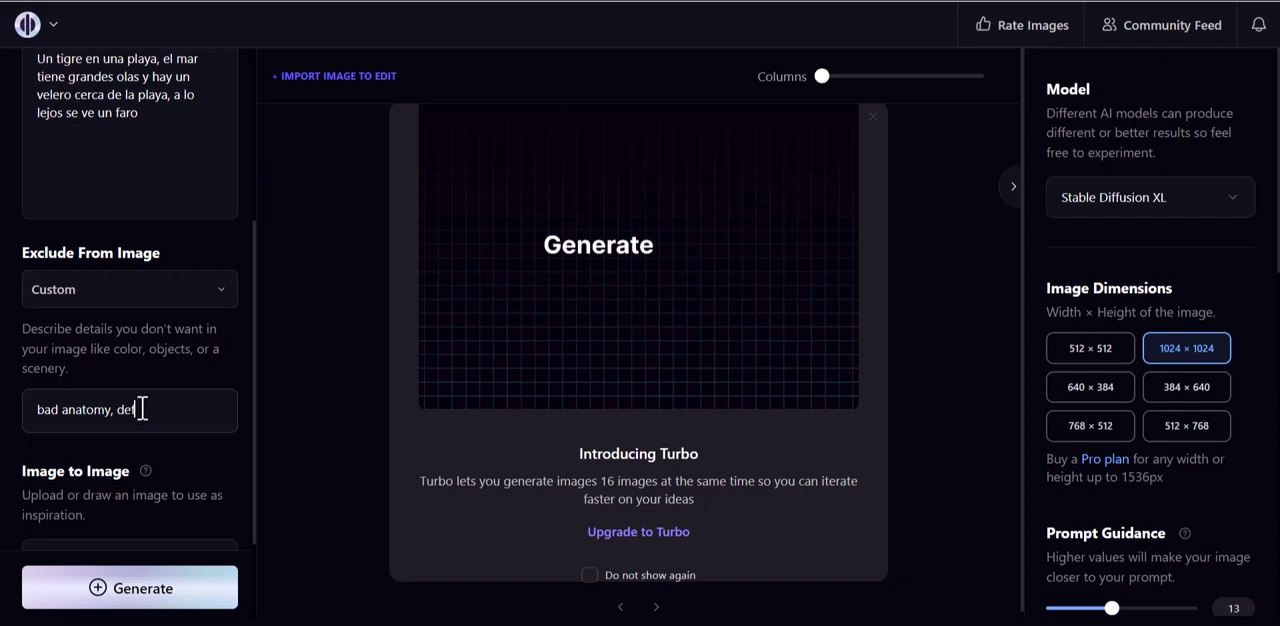 Rate Images
Community Feed
Un tigre en una playa, el mar
tiene grandes olas y hay un
velero cerca de la playa, a lo
lejos se ve un faro
Exclude From Image
Custom
Describe details you don't want in
your image like color, objects, or a
scenery.
bad anatomy, def
Image to Image
Upload or draw an image to use as
inspiration.
Generate
+ IMPORT IMAGE TO EDIT
Columns
Generate
Introducing Turbo
Turbo lets you generate images 16 images at the same time so you can iterate
faster on your ideas
Upgrade to Turbo
Do not show again
Model
Different AI models can produce
different or better results so feel
free to experiment.
Stable Diffusion XL
Image Dimensions
Width × Height of the image.
512 × 512
1024 × 1024
640 × 384
384 × 640
768 × 512
512 × 768
Buy a Pro plan for any width or
height up to 1536px
Prompt Guidance
Higher values will make your image
closer to your prompt.
13